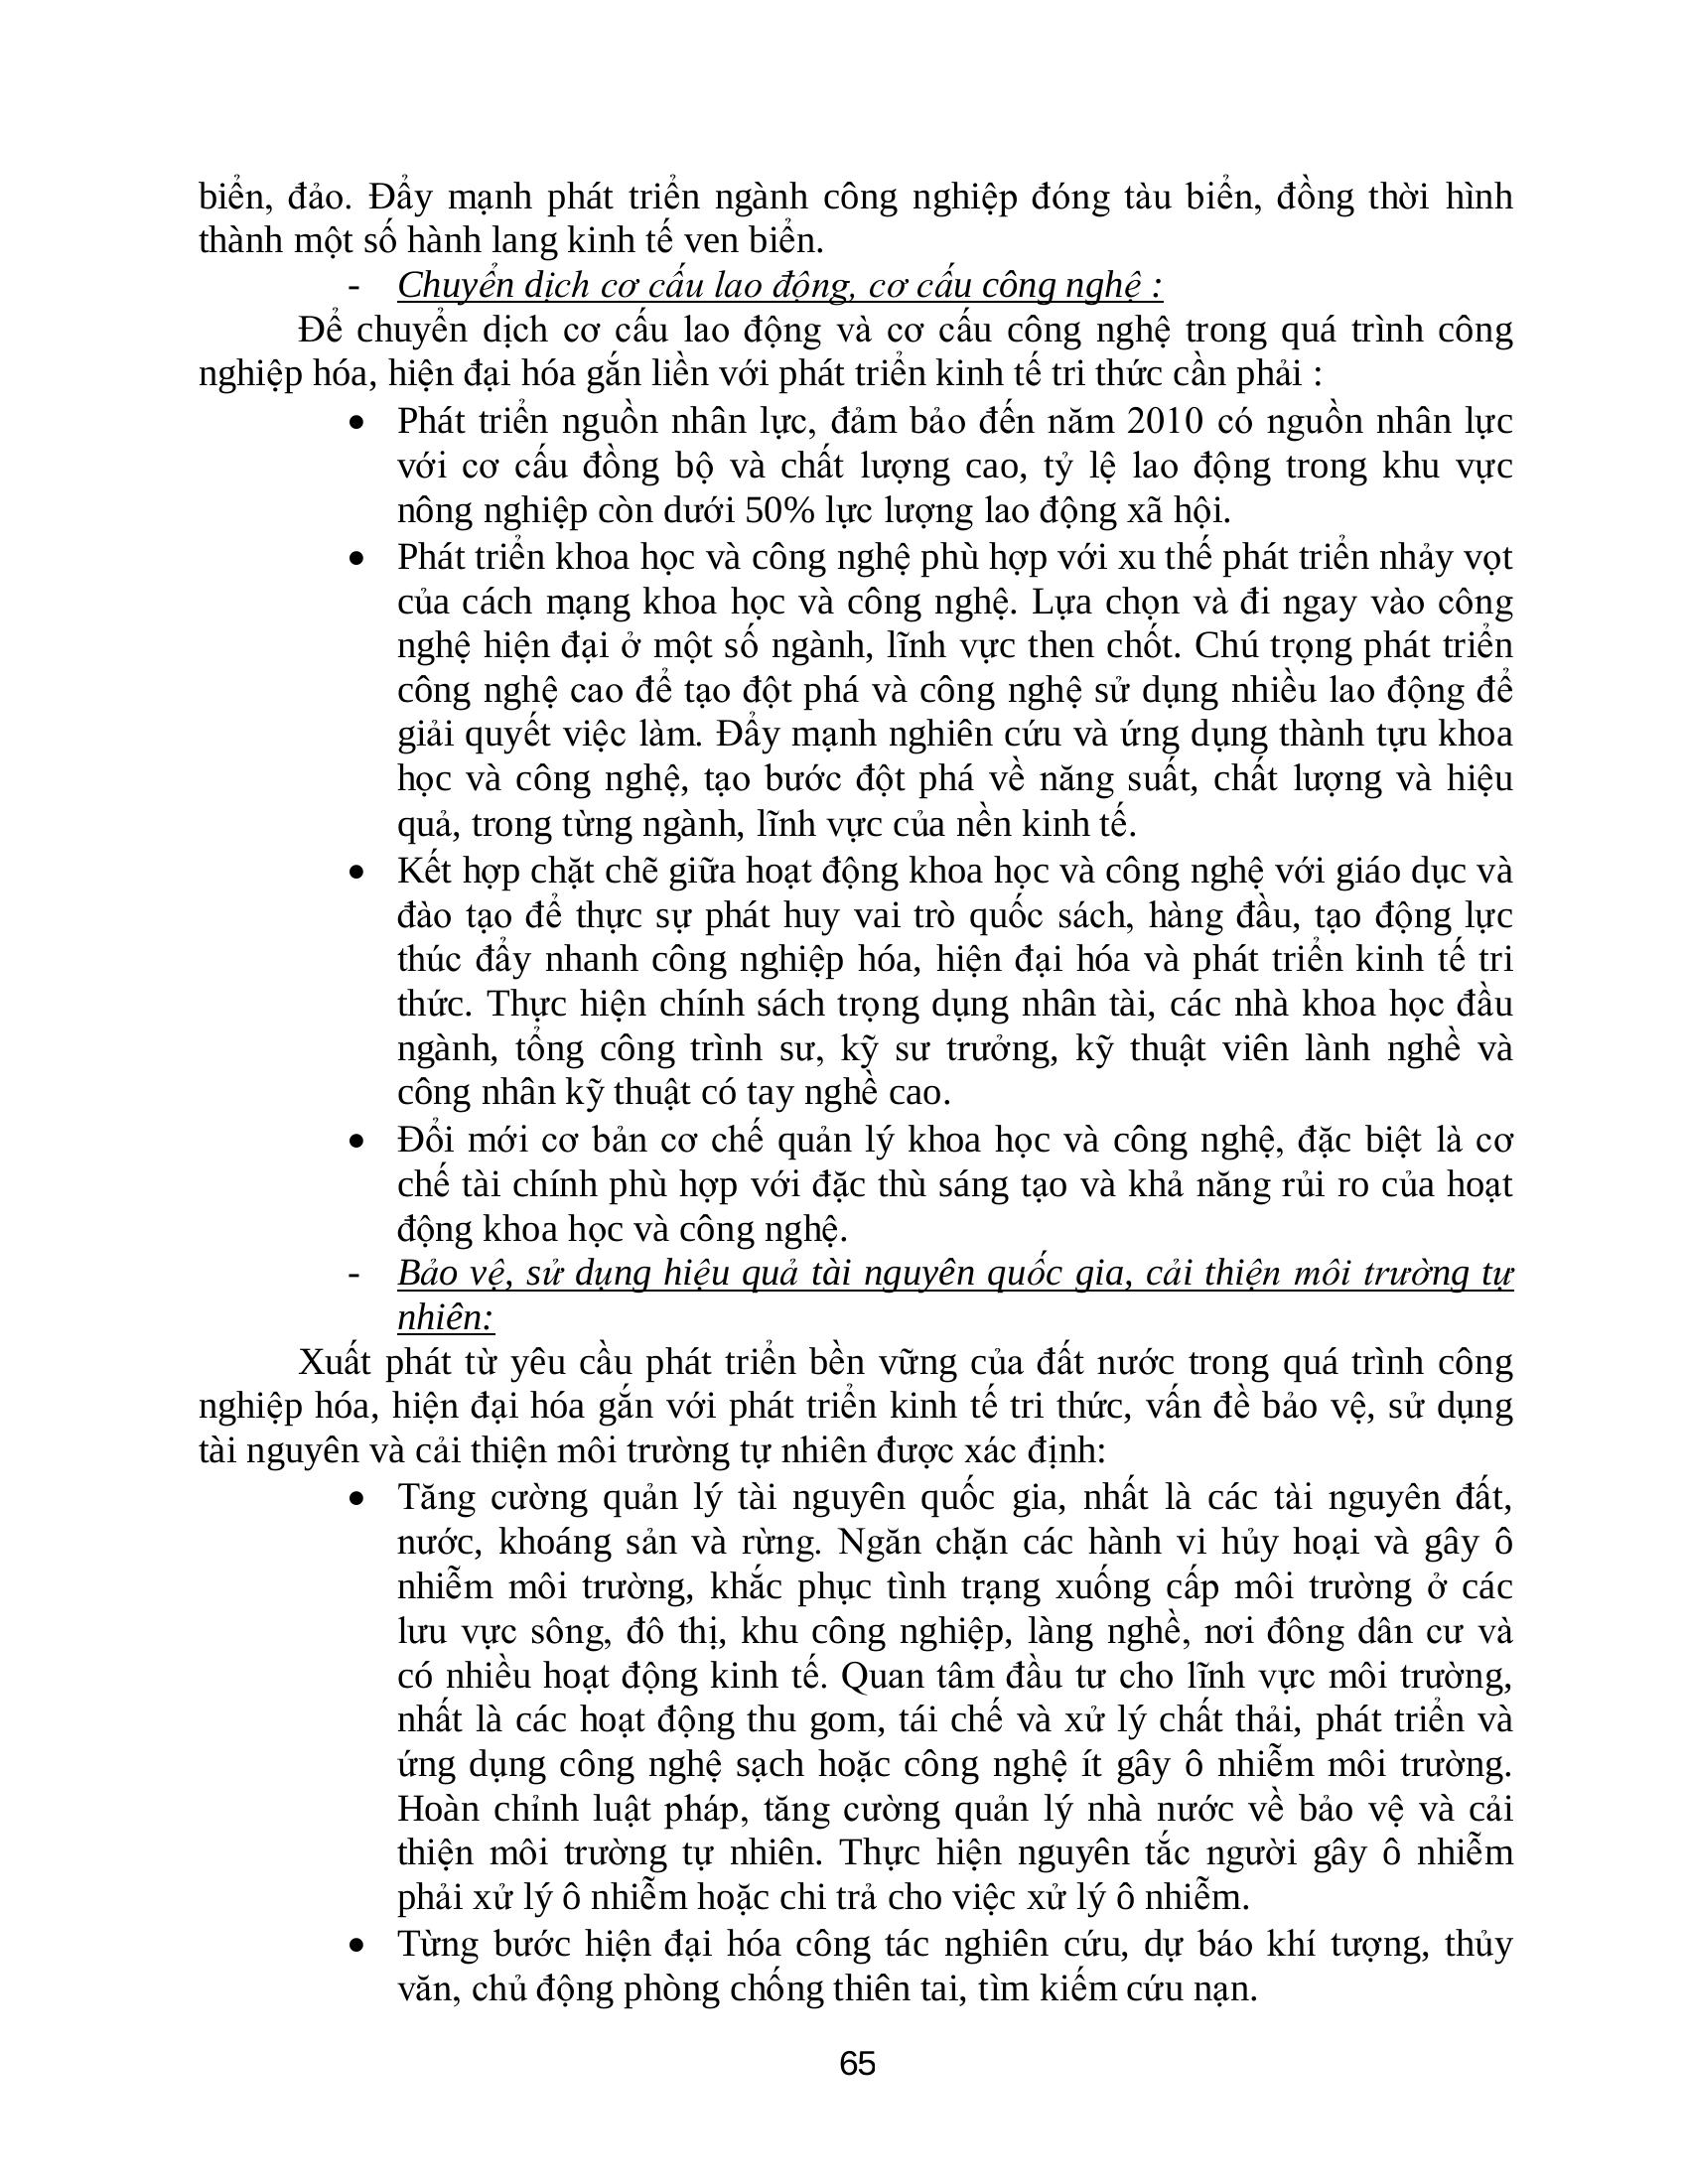 biển, đảo. Đẩy mạnh phát triển ngành công nghiệp đóng tàu biển, đồng thời hình
thành một số hành lang kinh tế ven biển.
- Chuyển dịch cơ cấu lao động, cơ cấu công nghệ :
Để chuyển dịch cơ cấu lao động và cơ cấu công nghệ trong quá trình công
nghiệp hóa, hiện đại hóa gắn liền với phát triển kinh tế tri thức cần phải :
• Phát triển nguồn nhân lực, đảm bảo đến năm 2010 có nguồn nhân lực
với cơ cấu đồng bộ và chất lượng cao, tỷ lệ lao động trong khu vực
nông nghiệp còn dưới 50% lực lượng lao động xã hội.
• Phát triển khoa học và công nghệ phù hợp với xu thế phát triển nhảy vọt
của cách mạng khoa học và công nghệ. Lựa chọn và đi ngay vào công
nghệ hiện đại ở một số ngành, lĩnh vực then chốt. Chú trọng phát triển
công nghệ cao để tạo đột phá và công nghệ sử dụng nhiều lao động để
giải quyết việc làm. Đẩy mạnh nghiên cứu và ứng dụng thành tựu khoa
học và công nghệ, tạo bước đột phá về năng suất, chất lượng và hiệu
quả, trong từng ngành, lĩnh vực của nền kinh tế.
• Kết hợp chặt chẽ giữa hoạt động khoa học và công nghệ với giáo dục và
đào tạo để thực sự phát huy vai trò quốc sách, hàng đầu, tạo động lực
thúc đẩy nhanh công nghiệp hóa, hiện đại hóa và phát triển kinh tế tri
thức. Thực hiện chính sách trọng dụng nhân tài, các nhà khoa học đầu
ngành, tổng công trình sư, kỹ sư trưởng, kỹ thuật viên lành nghề và
công nhân kỹ thuật có tay nghề cao.
• Đổi mới cơ bản cơ chế quản lý khoa học và công nghệ, đặc biệt là cơ
chế tài chính phù hợp với đặc thù sáng tạo và khả năng rủi ro của hoạt
động khoa học và công nghệ.
- Bảo vệ, sử dụng hiệu quả tài nguyên quốc gia, cải thiện môi trường tự
nhiên:
Xuất phát từ yêu cầu phát triển bền vững của đất nước trong quá trình công
nghiệp hóa, hiện đại hóa gắn với phát triển kinh tế tri thức, vấn đề bảo vệ, sử dụng
tài nguyên và cải thiện môi trường tự nhiên được xác định:
• Tăng cường quản lý tài nguyên quốc gia, nhất là các tài nguyên đất,
nước, khoáng sản và rừng. Ngăn chặn các hành vi hủy hoại và gây ô
nhiễm môi trường, khắc phục tình trạng xuống cấp môi trường ở các
lưu vực sông, đô thị, khu công nghiệp, làng nghề, nơi đông dân cư và
có nhiều hoạt động kinh tế. Quan tâm đầu tư cho lĩnh vực môi trường,
nhất là các hoạt động thu gom, tái chế và xử lý chất thải, phát triển và
ứng dụng công nghệ sạch hoặc công nghệ ít gây ô nhiễm môi trường.
Hoàn chỉnh luật pháp, tăng cường quản lý nhà nước về bảo vệ và cải
thiện môi trường tự nhiên. Thực hiện nguyên tắc người gây ô nhiễm
phải xử lý ô nhiễm hoặc chi trả cho việc xử lý ô nhiễm.
• Từng bước hiện đại hóa công tác nghiên cứu, dự báo khí tượng, thủy
văn, chủ động phòng chống thiên tai, tìm kiếm cứu nạn.
65